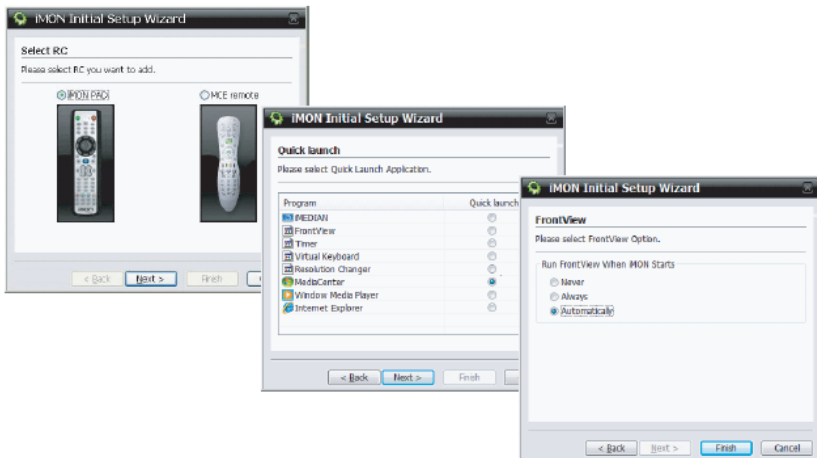 iMON Initial Setup Wizard
Select RC
Please select RC you want to add.
iMON PAD
MCE remote
< Back
Next >
Finish
iMON Initial Setup Wizard
Quick launch
Please select Quick Launch Application.
Program
Quick launch
iMEDIAN
FrontView
Timer
Virtual Keyboard
Resolution Changer
MediaCenter
Window Media Player
Internet Explorer
< Back
Next >
Finish
iMON Initial Setup Wizard
FrontView
Please select FrontView Option.
Run FrontView When iMON Starts
Never
Always
Automatically
< Back
Next >
Finish
Cancel